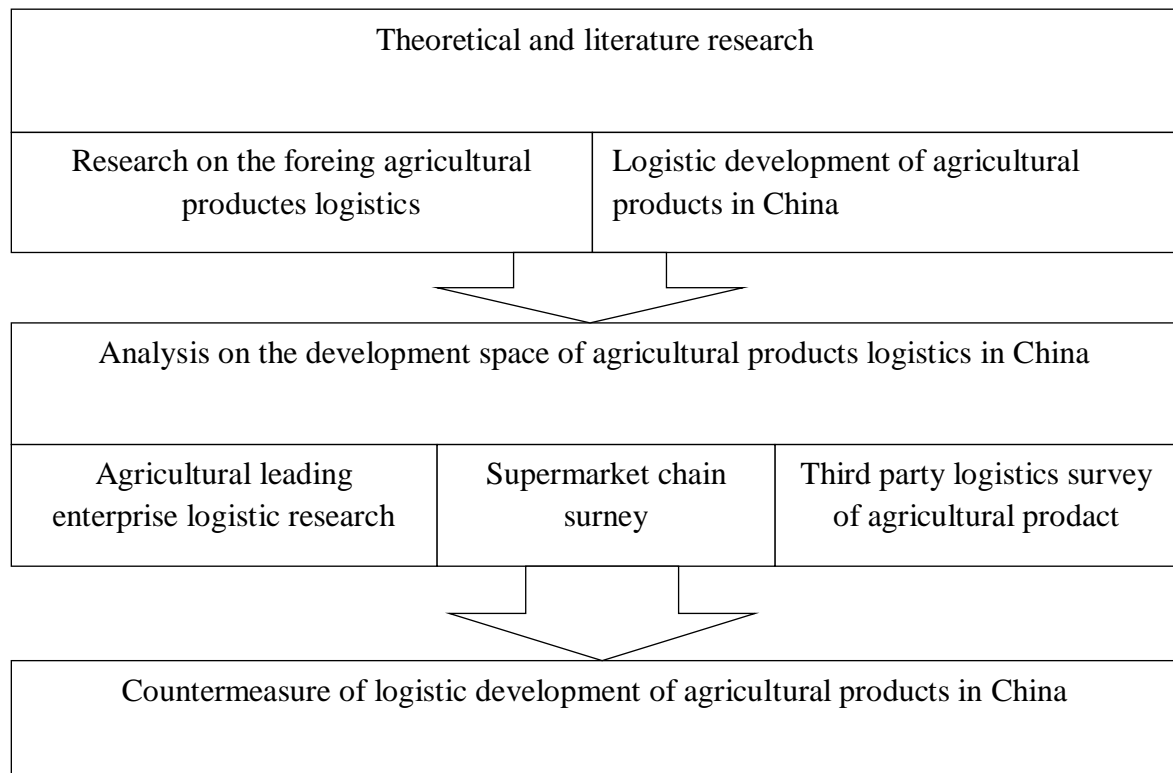 Theoretical and literature research
Research on the foreing agricultural
productes logistics
Logistic development of agricultural
products in China
Analysis on the development space of agricultural products logistics in China
Agricultural leading
enterprise logistic research
Supermarket chain
surney
Third party logistics survey
of agricultural prodact
Countermeasure of logistic development of agricultural products in China